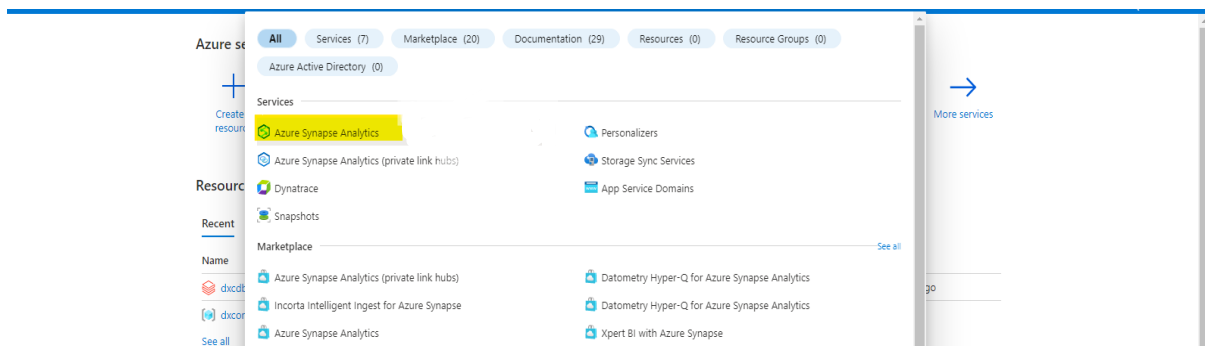 Azure se
All Services (7) Marketplace (20) Documentation (29) Resources (0) Resource Groups (0)
Azure Active Directory (0)
Create
resourc
More services
Services
Azure Synapse Analytics
Personalizers
Azure Synapse Analytics (private link hubs)
Storage Sync Services
Dynatrace
App Service Domains
Snapshots
Resourc
Recent
Name
dxcdb
dxcor
See all
Marketplace
See all
Azure Synapse Analytics (private link hubs)
Datometry Hyper-Q for Azure Synapse Analytics
Incorta Intelligent Ingest for Azure Synapse
Datometry Hyper-Q for Azure Synapse Analytics
Azure Synapse Analytics
Xpert BI with Azure Synapse
go